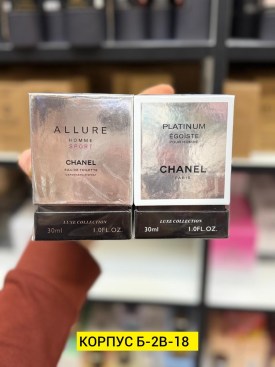 ALLURE
HOMME
SPORT
CHANEL
EAU DE TOILETTE
LUXE COLLECTION
30ml 1.0FL.OZ.
PLATINUM
ÉGOÏSTE
POUR HOMME
CHANEL
PARIS
LUXE COLLECTION
30ml 1.0FL.OZ.
КОРПУС Б-2В-18